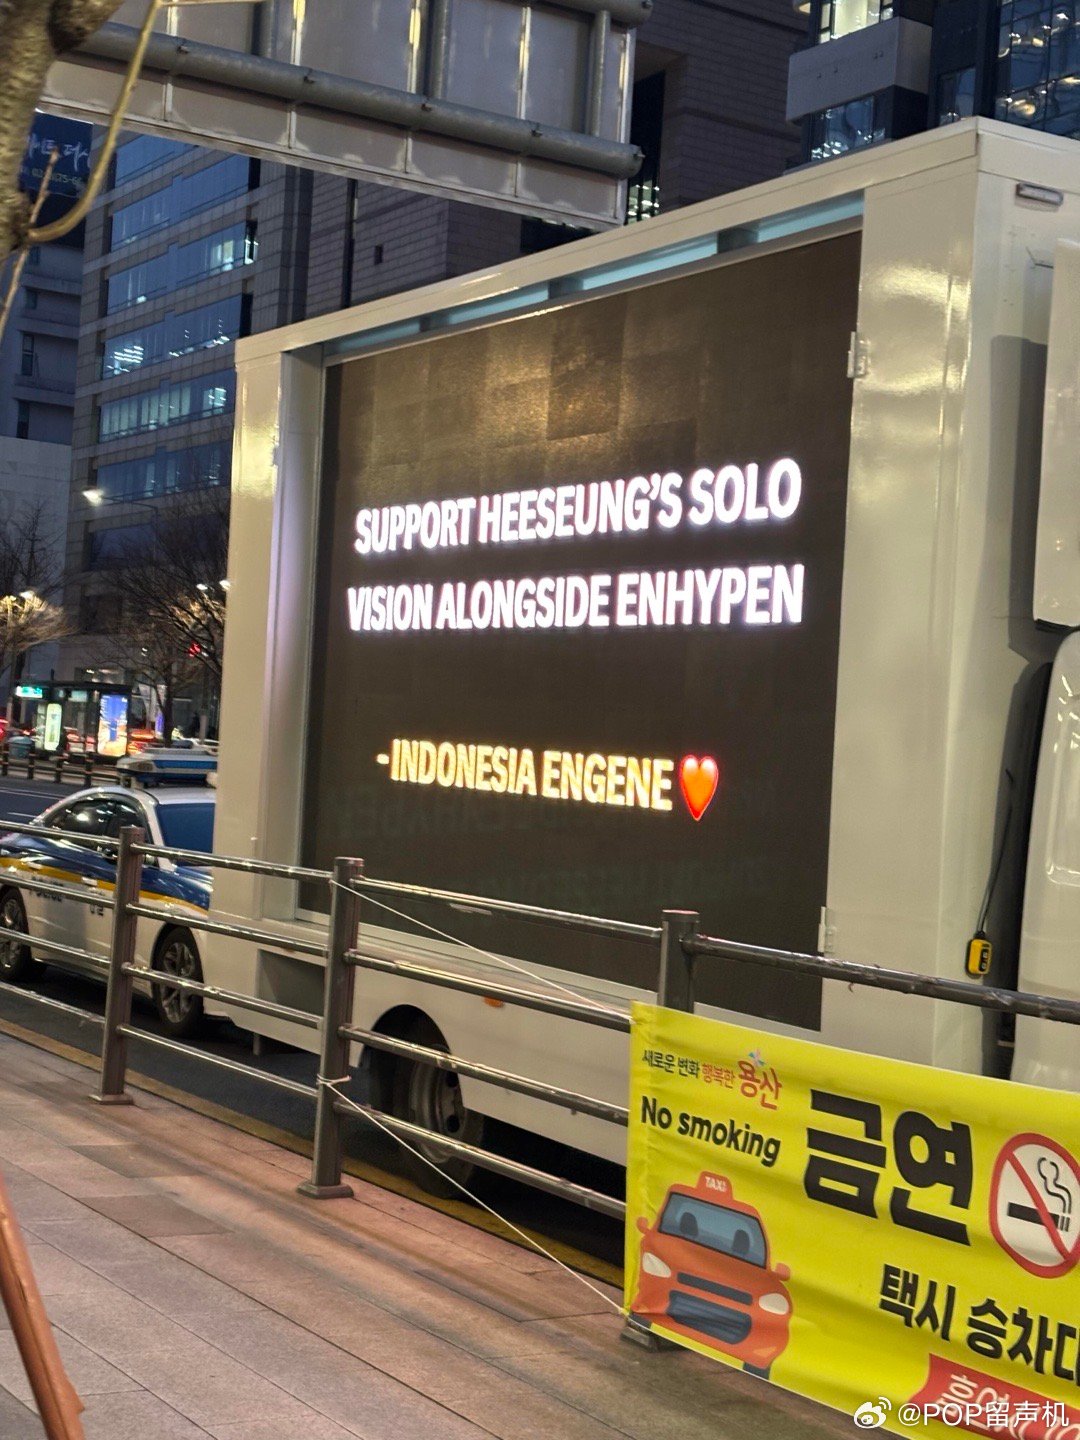 SUPPORT HEESEUNG'S SOLO
VISION ALONGSIDE ENHYPEN
-INDONESIA ENGENE❤️
새로운 변화 행복한 용산
No smoking
금연
TAXI
택시 승차대
@POP留声机